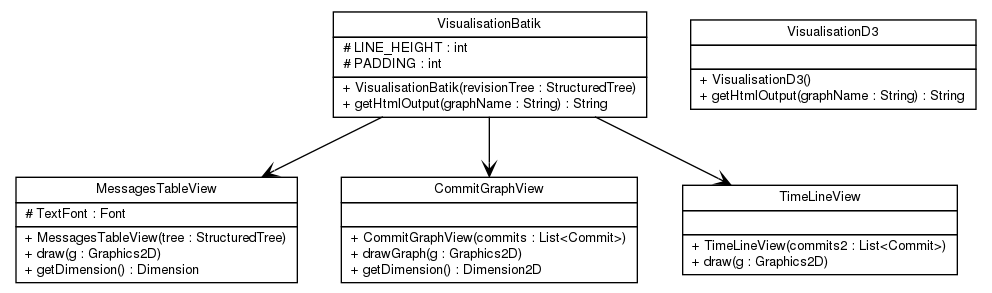 VisualisationBatik
# LINE_HEIGHT : int
# PADDING : int
+ VisualisationBatik(revisionTree : StructuredTree)
+ getHtmlOutput(graphName : String) : String
VisualisationD3
+ VisualisationD3()
+ getHtmlOutput(graphName : String) : String
MessagesTableView
# TextFont : Font
+ MessagesTableView(tree : StructuredTree)
+ draw(g : Graphics2D)
+ getDimension() : Dimension
CommitGraphView
+ CommitGraphView(commits : List<Commit>)
+ drawGraph(g : Graphics2D)
+ getDimension() : Dimension2D
TimeLineView
+ TimeLineView(commits2 : List<Commit>)
+ draw(g : Graphics2D)